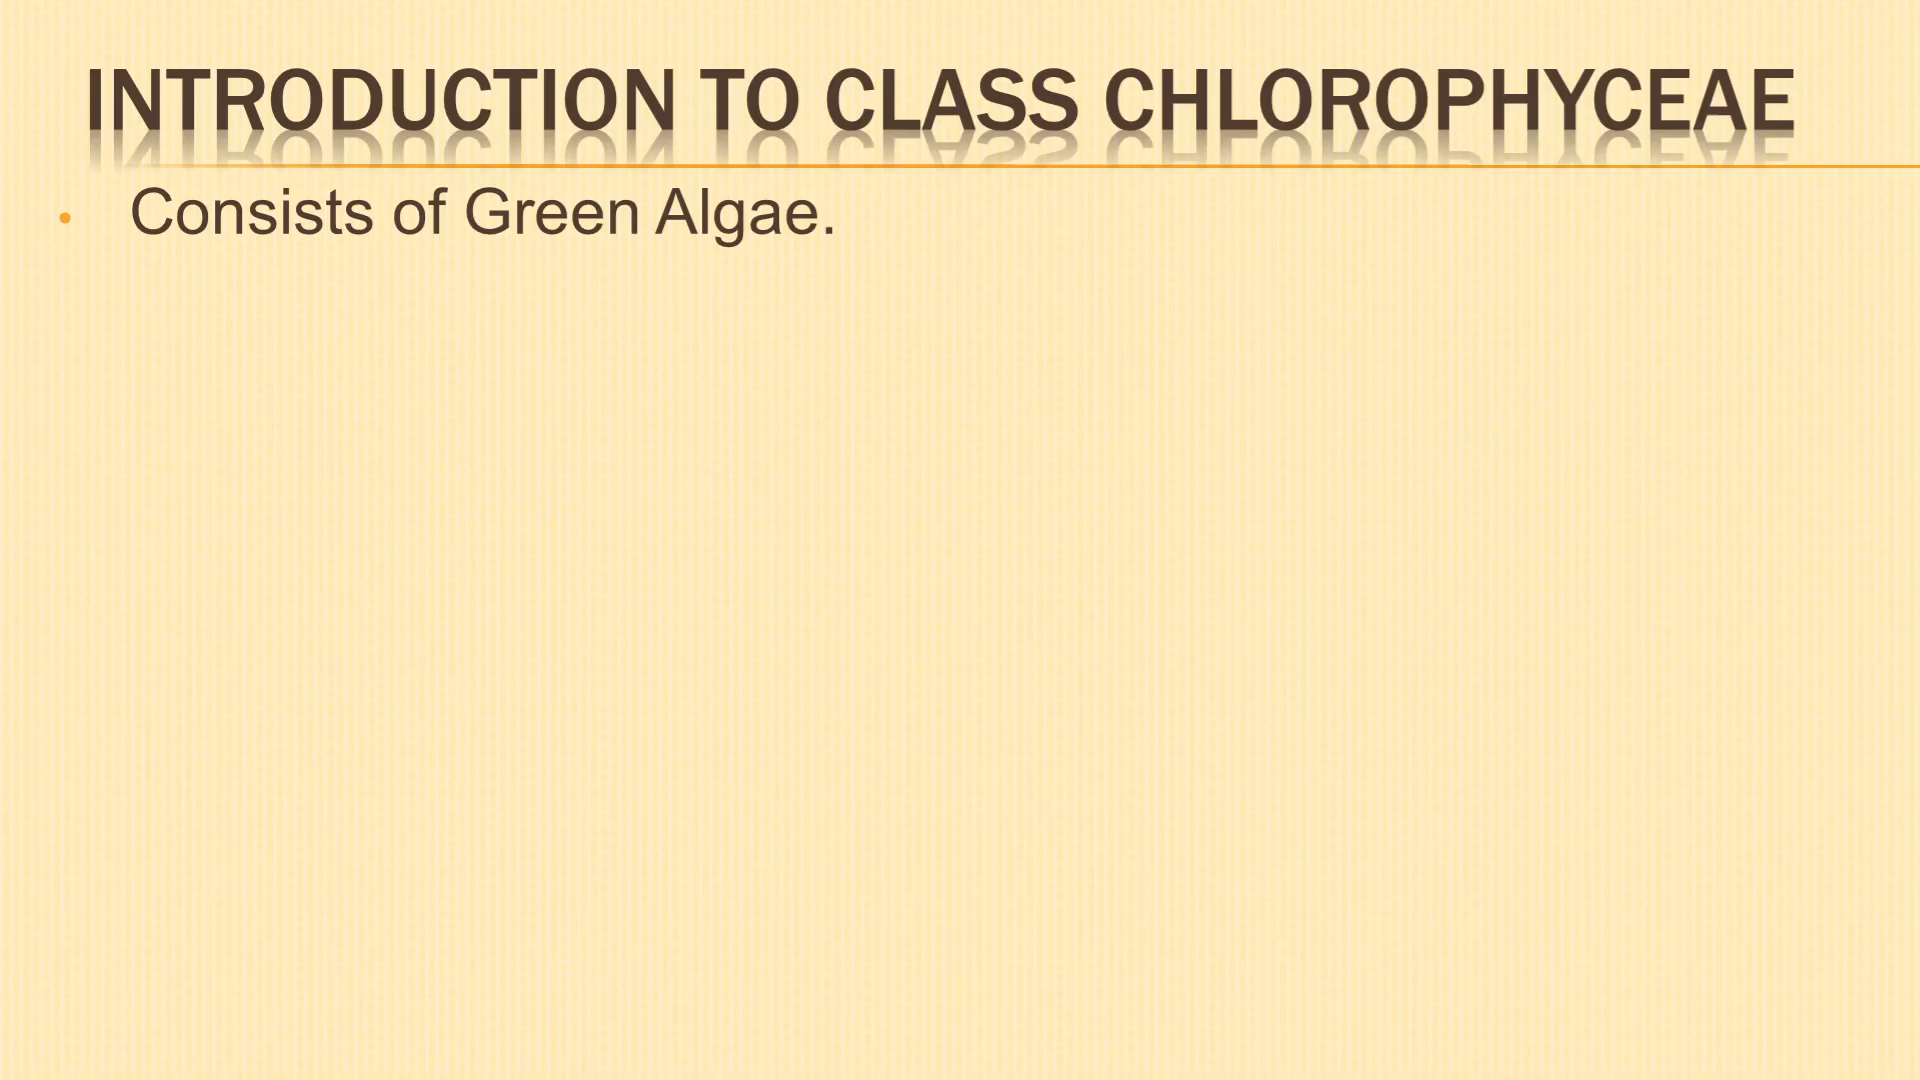 INTRODUCTION TO CLASS CHLOROPHYCEAE
• Consists of Green Algae.